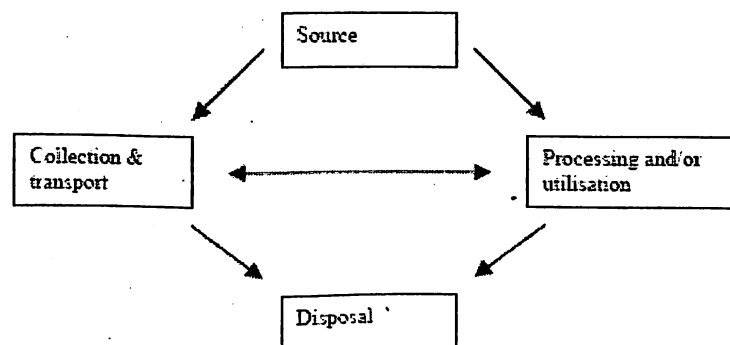 Source
Collection &
transport
Processing and/or
utilisation
Disposal